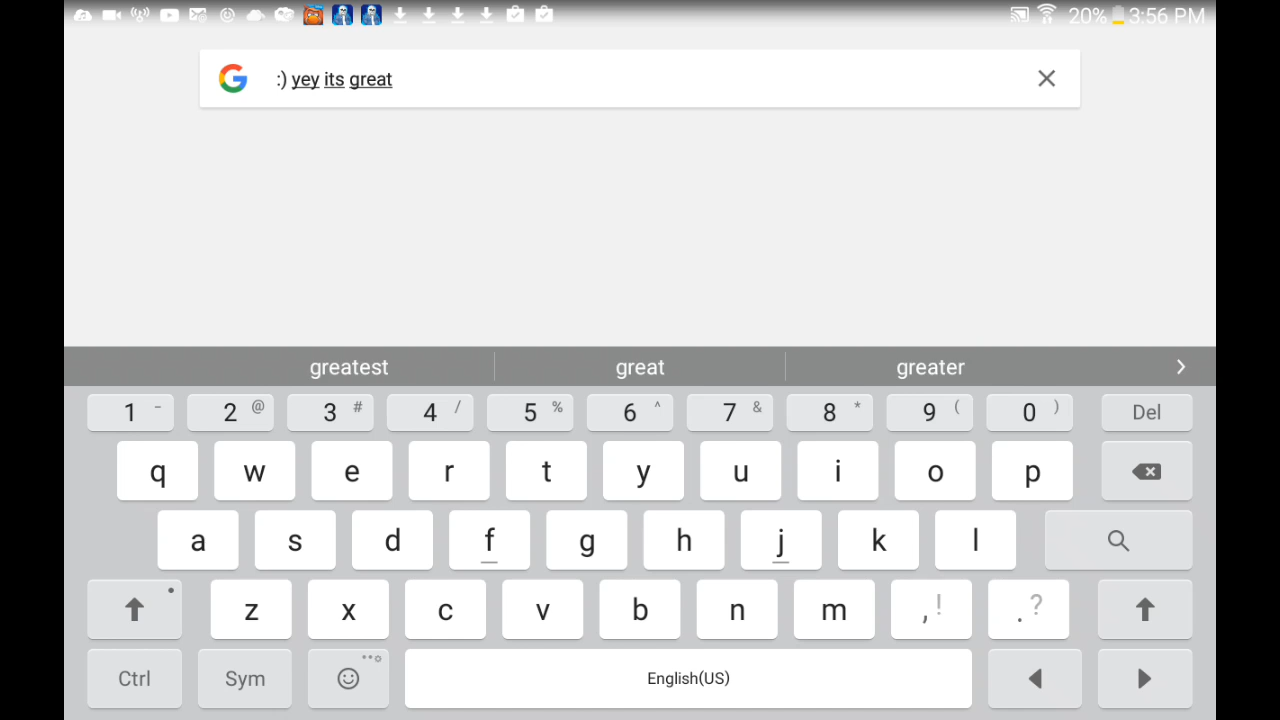 20% 3:56 PM
:) yey its great
greatest great greater
1 - 2 @ 3 # 4 / 5 % 6 ^ 7 & 8 * 9 ( 0 ) Del
q w e r t y u i o p
a s d f g h j k l
z x c v b n m , ! . ?
Ctrl Sym English(US)